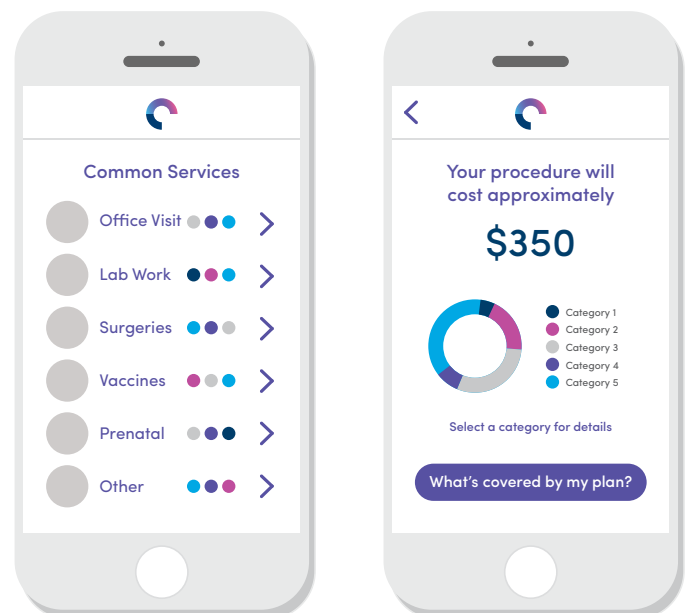 Common Services
Office Visit
Lab Work
Surgeries
Vaccines
Prenatal
Other
Your procedure will
cost approximately
$350
Category 1
Category 2
Category 3
Category 4
Category 5
Select a category for details
What's covered by my plan?